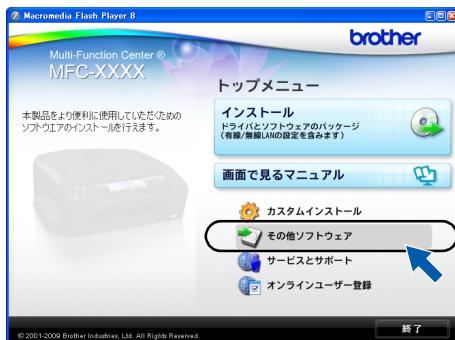 Macromedia Flash Player 8
brother
Multi-Function Center ®
MFC-XXXX
トップメニュー
本製品をより便利に使用していただくための
ソフトウエアのインストールを行えます。
インストール
ドライバとソフトウェアのパッケージ
(有線/無線LANの設定を含みます)
画面で見るマニュアル
カスタムインストール
その他ソフトウェア
サービスとサポート
オンラインユーザー登録
© 2001-2009 Brother Industries, Ltd. All Rights Reserved.
終了